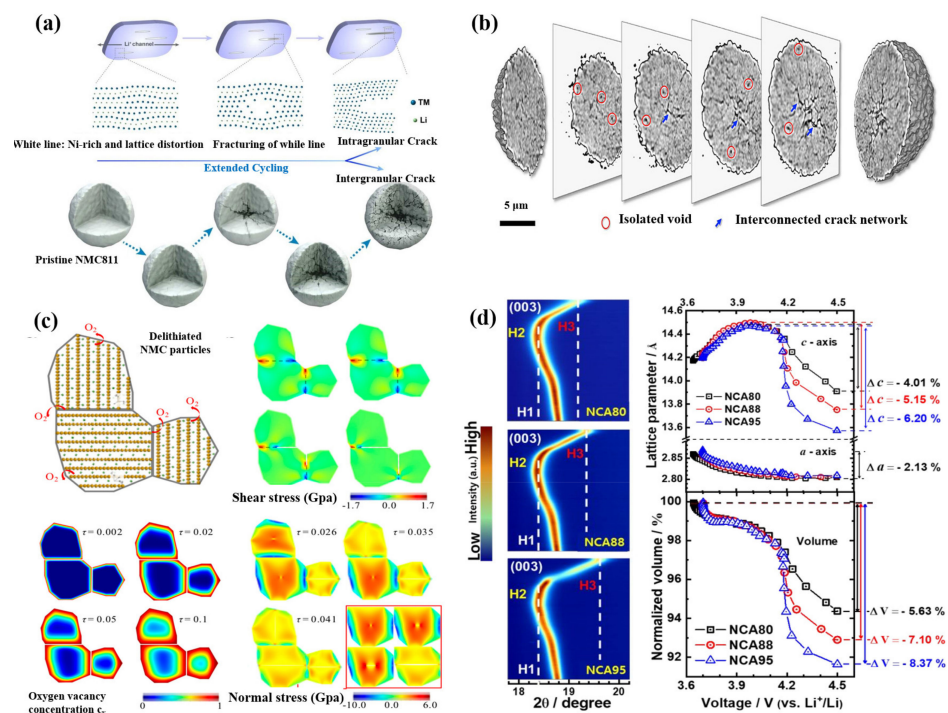 (a)
Li⁺ channel
TM
Li
White line: Ni-rich and lattice distortion
Fracturing of while line
Intragranular Crack
Extended Cycling
Intergranular Crack
Pristine NMC811
(b)
5 μm
Isolated void
Interconnected crack network
(c)
O₂
Delithiated
NMC particles
O₂
O₂
O₂
Shear stress (Gpa)
-1.7
0.0
1.7
τ = 0.002
τ = 0.02
τ = 0.05
τ = 0.1
Oxygen vacancy
concentration c
0
1
τ = 0.026
τ = 0.035
τ = 0.041
Normal stress (Gpa)
-10.0
0.0
6.0
(d)
High
Intensity (a.u.)
Low
(003)
H2
H3
H1
NCA80
(003)
H2
H3
H1
NCA88
(003)
H2
H3
H1
NCA95
18
19
20
2θ / degree
3.6
3.9
4.2
4.5
Lattice parameter / Å
14.6
14.4
14.2
14.0
13.8
13.6
2.85
2.80
c - axis
NCA80
NCA88
NCA95
a - axis
Δ c = - 4.01 %
Δ c = - 5.15 %
Δ c = - 6.20 %
Δ a = - 2.13 %
Normalized volume / %
100
98
96
94
92
Volume
NCA80
NCA88
NCA95
Δ V = - 5.63 %
Δ V = - 7.10 %
Δ V = - 8.37 %
3.6
3.9
4.2
4.5
Voltage / V (vs. Li⁺/Li)